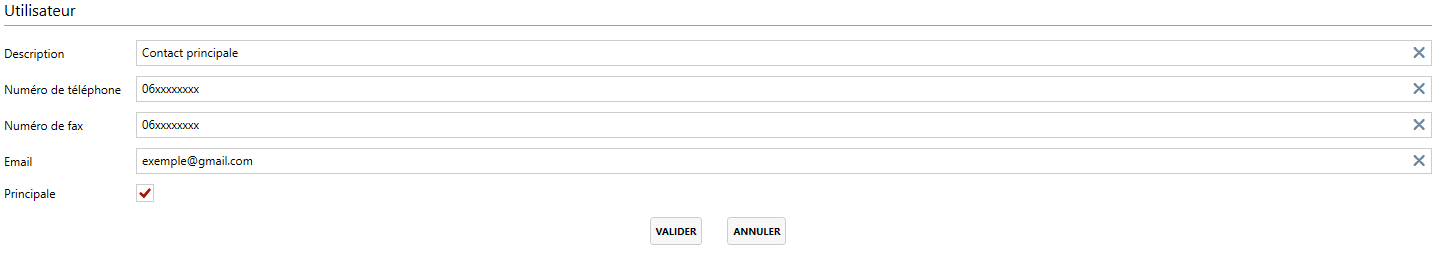 Utilisateur
Description Contact principale
Numéro de téléphone 06xxxxxxxx
Numéro de fax 06xxxxxxxx
Email exemple@gmail.com
Principale
VALIDER ANNULER